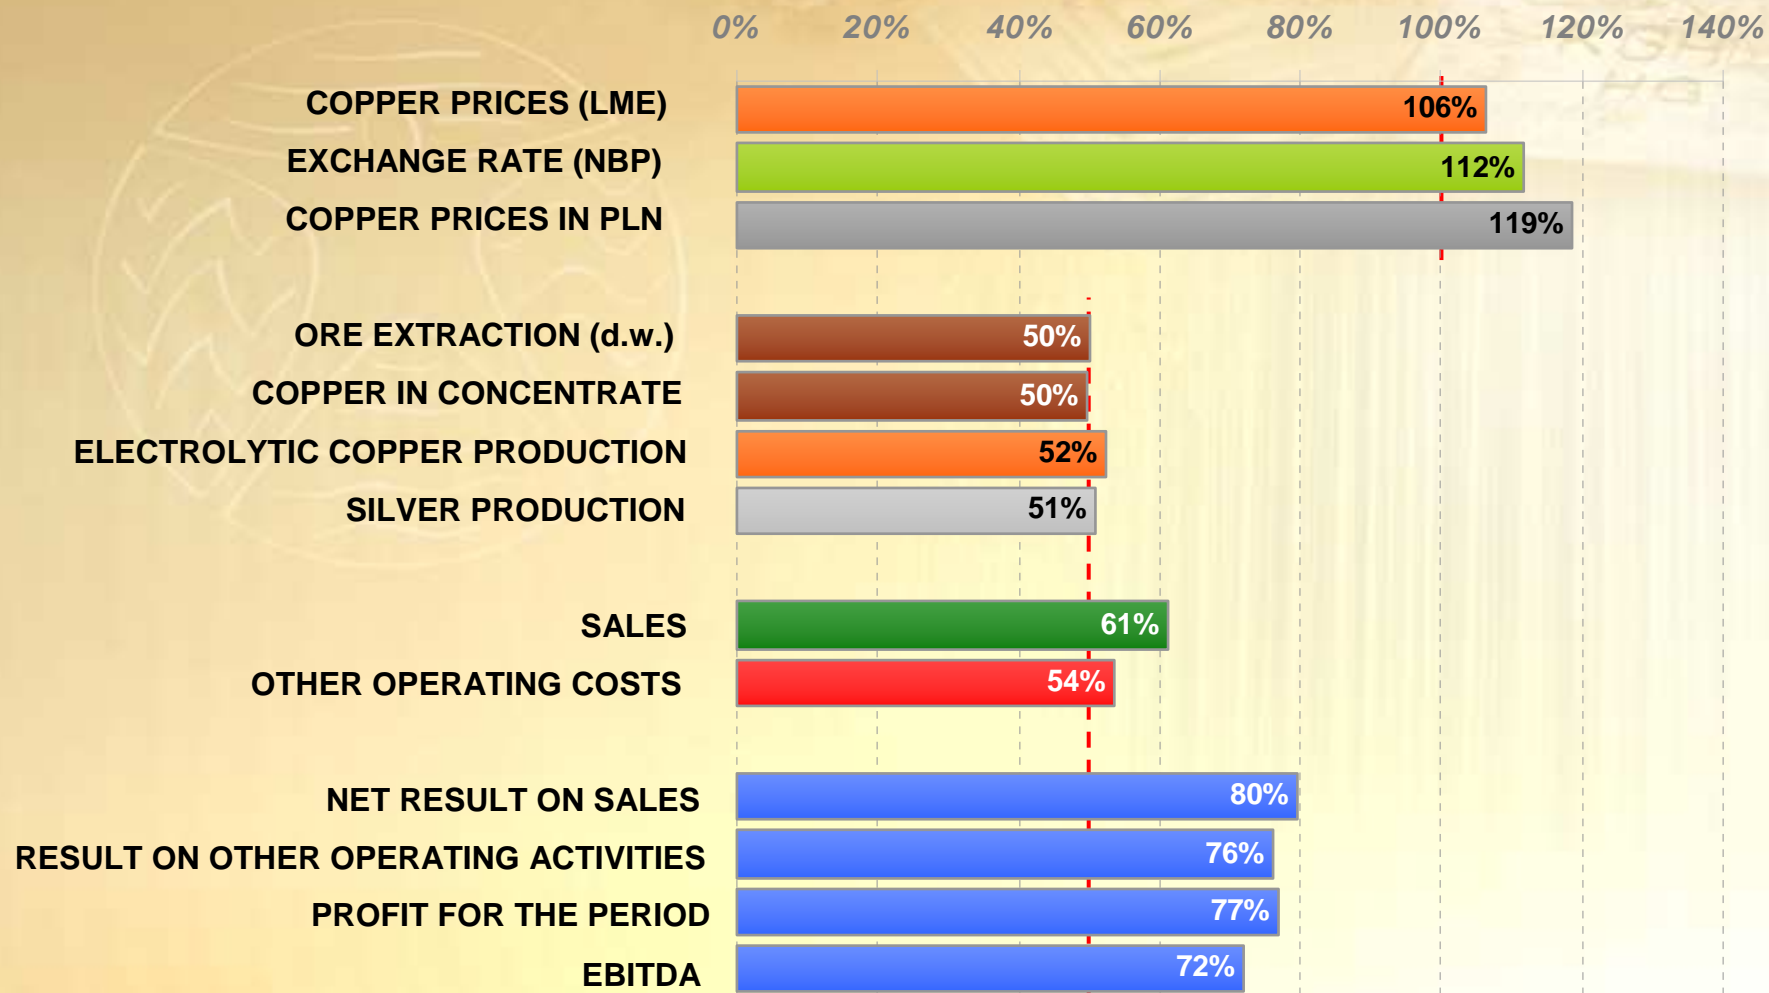 0% 20% 40% 60% 80% 100% 120% 140%
COPPER PRICES (LME) 106%
EXCHANGE RATE (NBP) 112%
COPPER PRICES IN PLN 119%
ORE EXTRACTION (d.w.) 50%
COPPER IN CONCENTRATE 50%
ELECTROLYTIC COPPER PRODUCTION 52%
SILVER PRODUCTION 51%
SALES 61%
OTHER OPERATING COSTS 54%
NET RESULT ON SALES 80%
RESULT ON OTHER OPERATING ACTIVITIES 76%
PROFIT FOR THE PERIOD 77%
EBITDA 72%